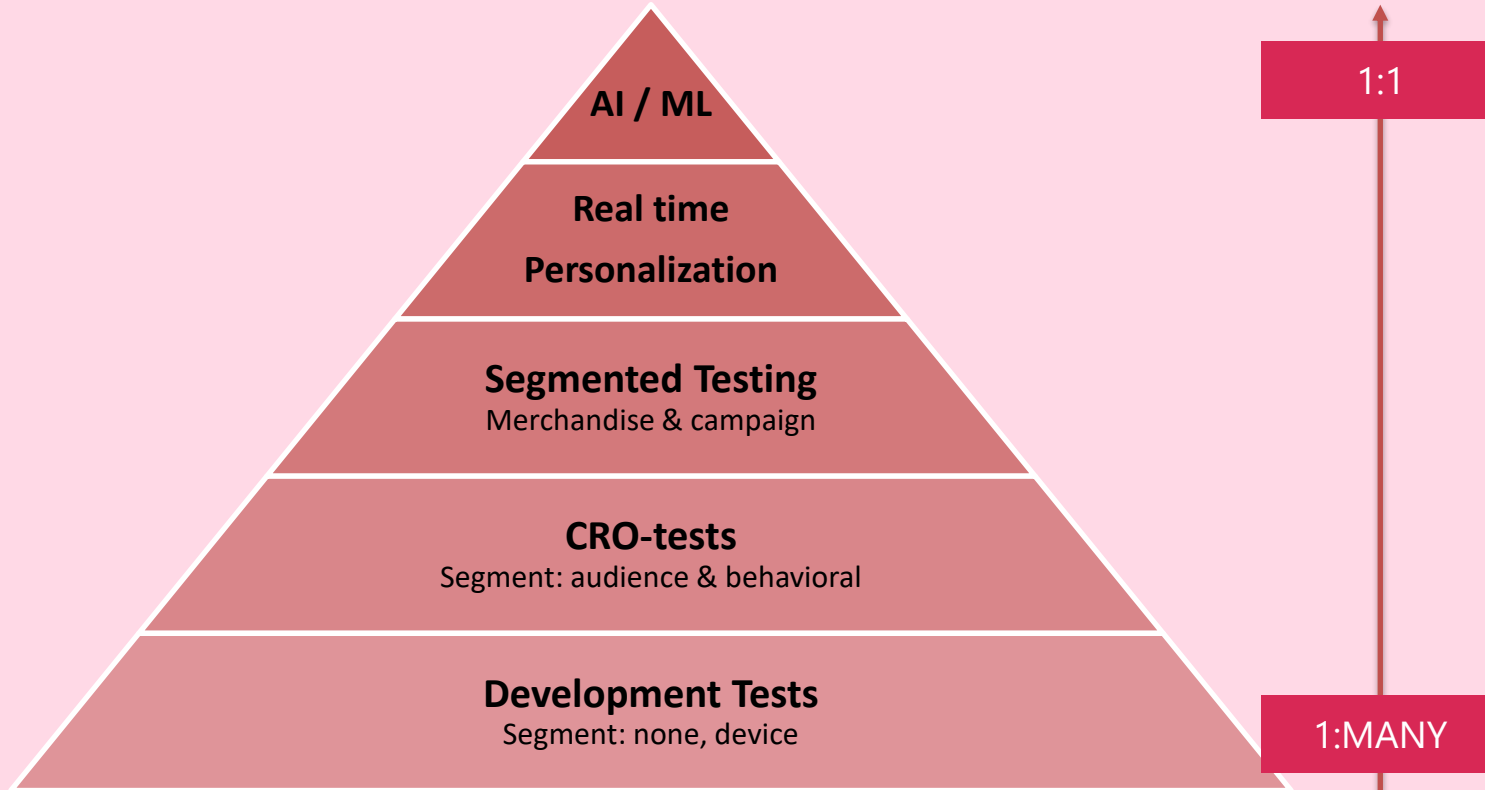 AI / ML
1:1
Real time
Personalization
Segmented Testing
Merchandise & campaign
CRO-tests
Segment: audience & behavioral
Development Tests
Segment: none, device
1:MANY